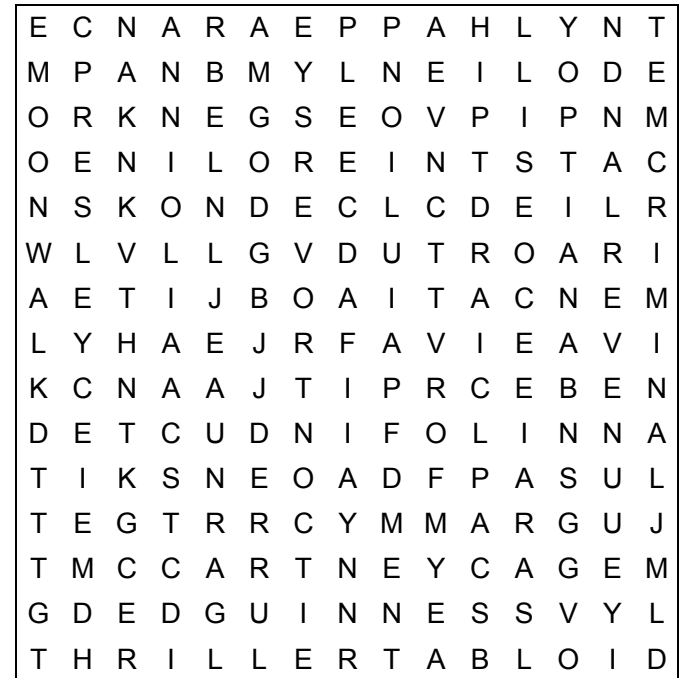 E C N A R A E P P A H L Y N T
M P A N B M Y L N E I L O D E
O R K N E G S E O V P I P N M
O E N I L O R E I N T S T A C
N S K O N D E C L C D E I L R
W L V L L G V D U T R O A R I
A E T I J B O A I T A C N E M
L Y H A E J R F A V I E A V I
K C N A A J T I P R C E B E N
D E T C U D N I F O L I N N A
T I K S N E O A D F P A S U L
T E G T R R C Y M M A R G U J
T M C C A R T N E Y C A G E M
G D E D G U I N N E S S V Y L
T H R I L L E R T A B L O I D